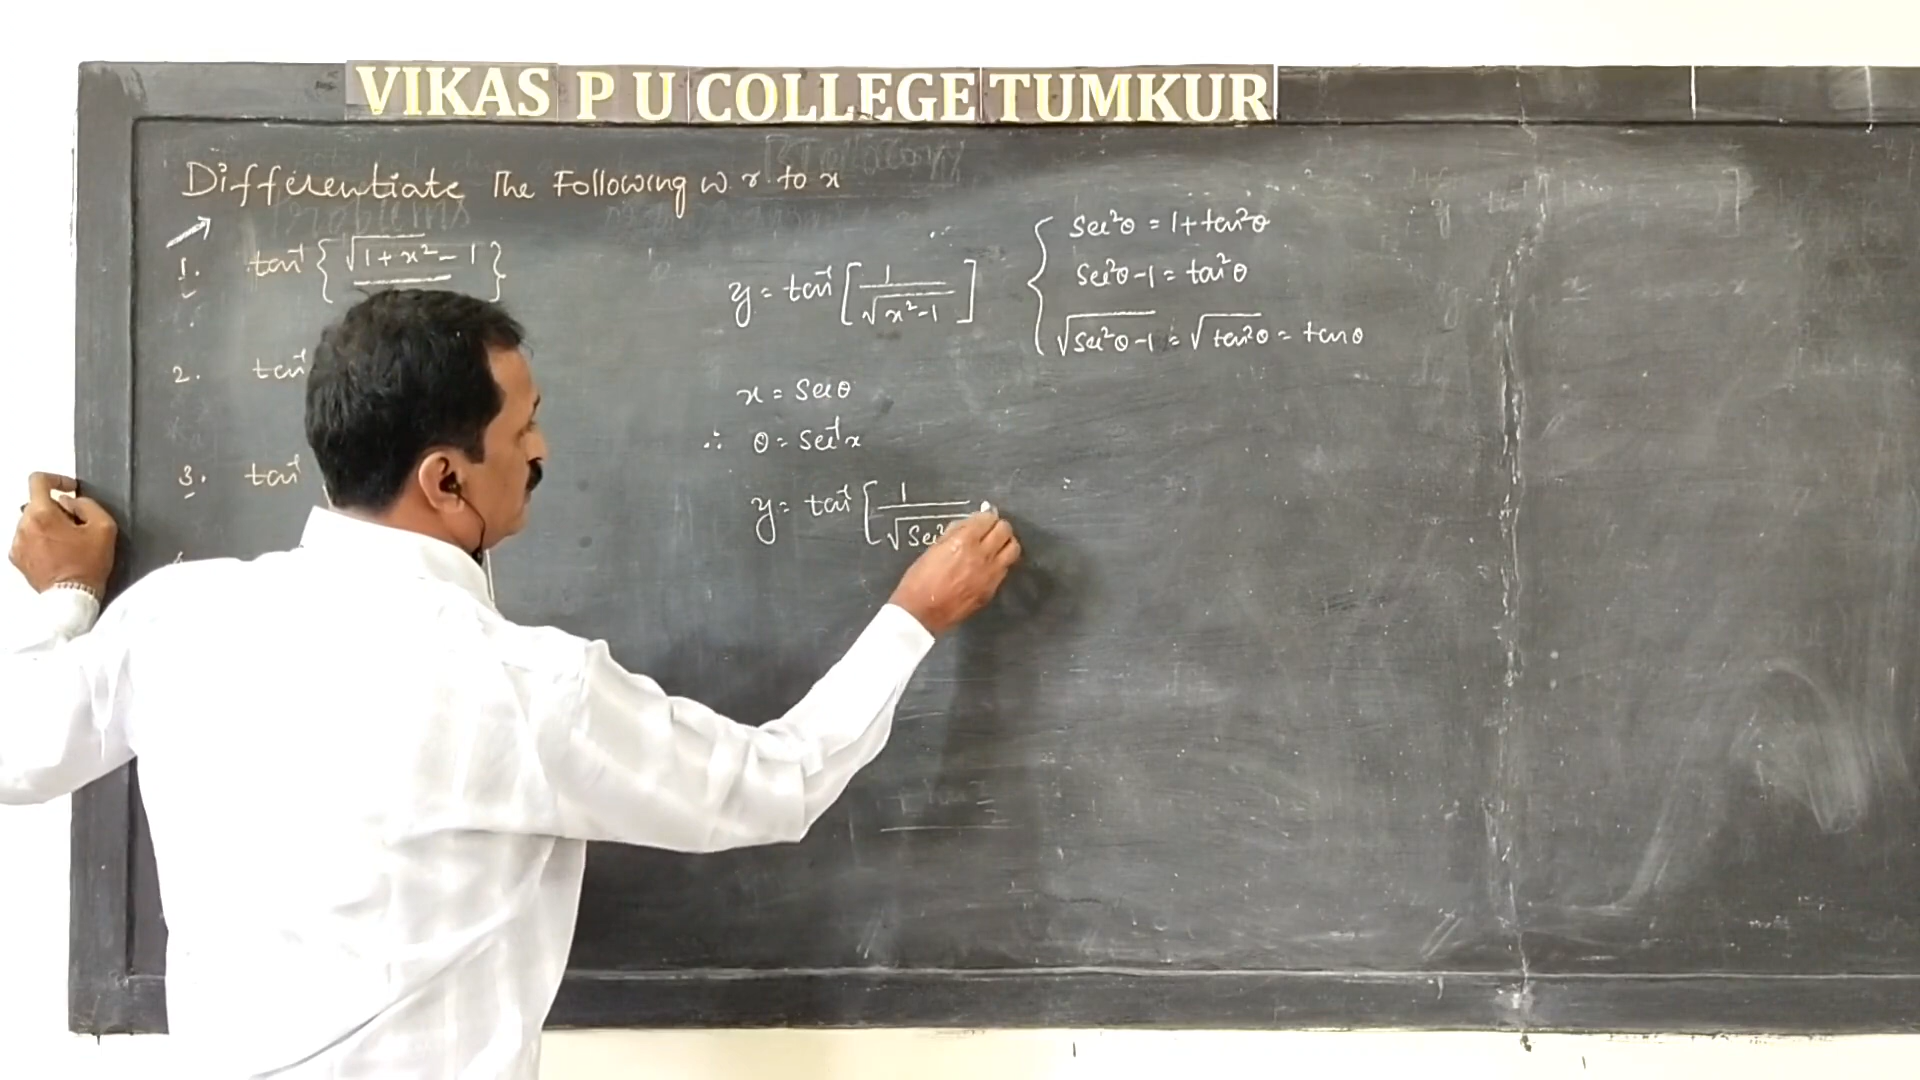 VIKAS P U COLLEGE TUMKUR
Differentiate The Following w.r.to x
1. tan⁻¹ { √1+x² - 1 }
2. tan⁻¹
3. tan⁻¹
y = tan⁻¹ [ 1 / √x²-1 ]
x = Secθ
∴ θ = Sec⁻¹x
y = tan⁻¹ [ 1 / √Sec²
Sec²θ = 1 + tan²θ
Sec²θ - 1 = tan²θ
√Sec²θ-1 = √tan²θ = tanθ